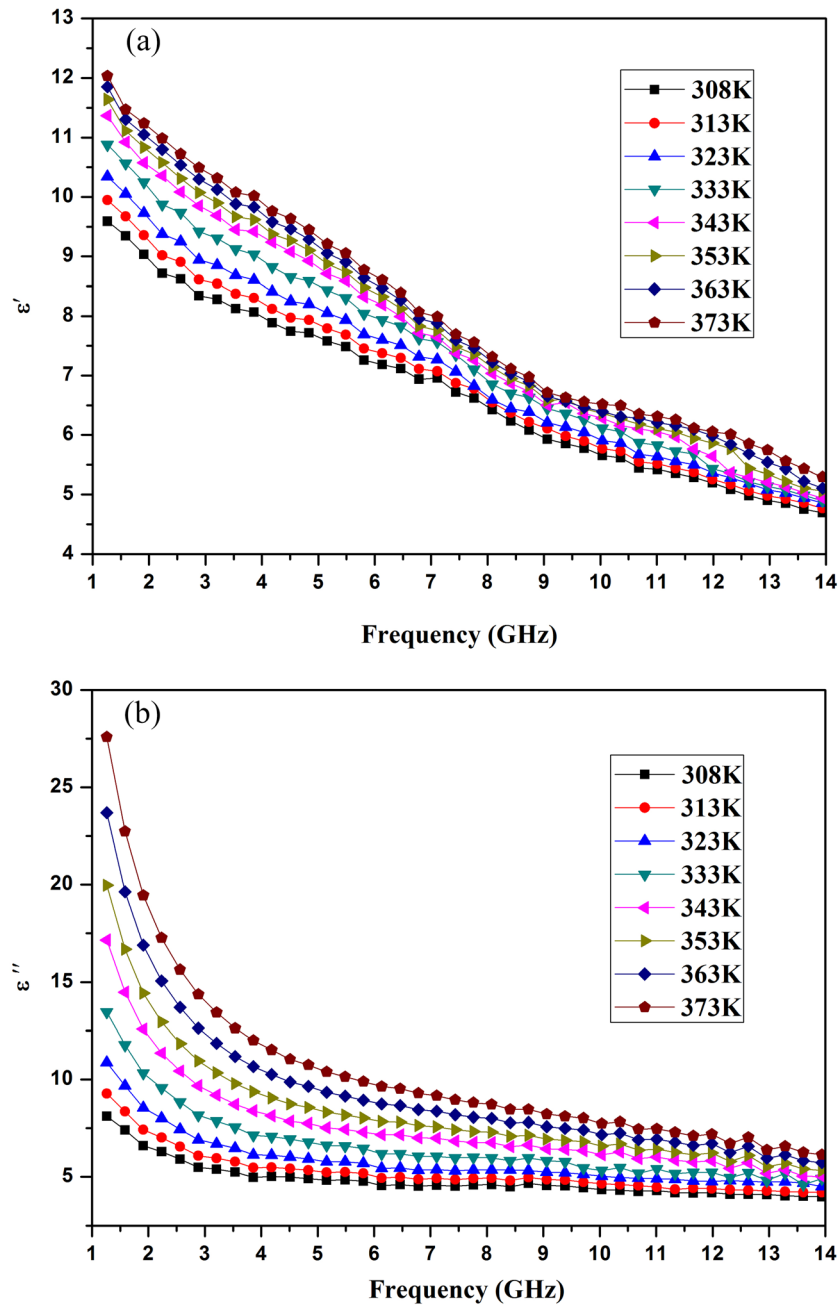 (a)
13
12
11
10
9
8
7
6
5
4
ε′
308K
313K
323K
333K
343K
353K
363K
373K
1 2 3 4 5 6 7 8 9 10 11 12 13 14
Frequency (GHz)
(b)
30
25
20
15
10
5
ε″
308K
313K
323K
333K
343K
353K
363K
373K
1 2 3 4 5 6 7 8 9 10 11 12 13 14
Frequency (GHz)